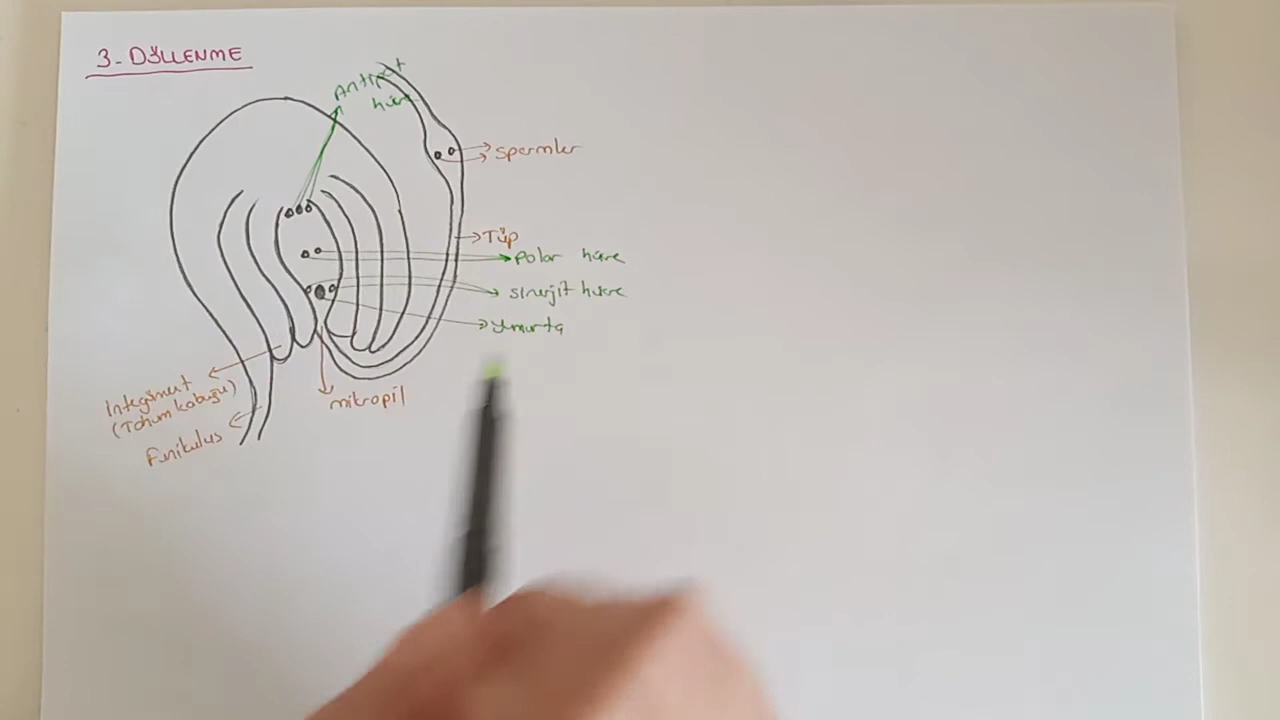 3- DÖLLENME
Antipot
hücre
spermler
Tüp
polar hücre
sinerjit hücre
yumurta
mikropil
İntegüment
(Tohum kabuğu)
Funikulus